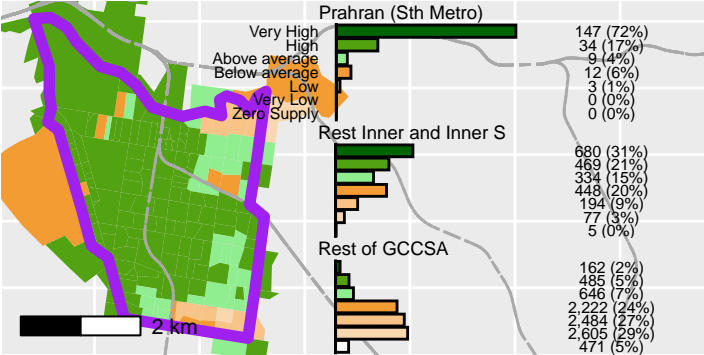 Prahran (Sth Metro)
Very High 147 (72%)
High 34 (17%)
Above average 9 (4%)
Below average 12 (6%)
Low 3 (1%)
Very Low 0 (0%)
Zero Supply 0 (0%)
Rest Inner and Inner S
680 (31%)
469 (21%)
334 (15%)
448 (20%)
194 (9%)
77 (3%)
5 (0%)
Rest of GCCSA
162 (2%)
485 (5%)
646 (7%)
2,222 (24%)
2,484 (27%)
2,605 (29%)
471 (5%)
2 km